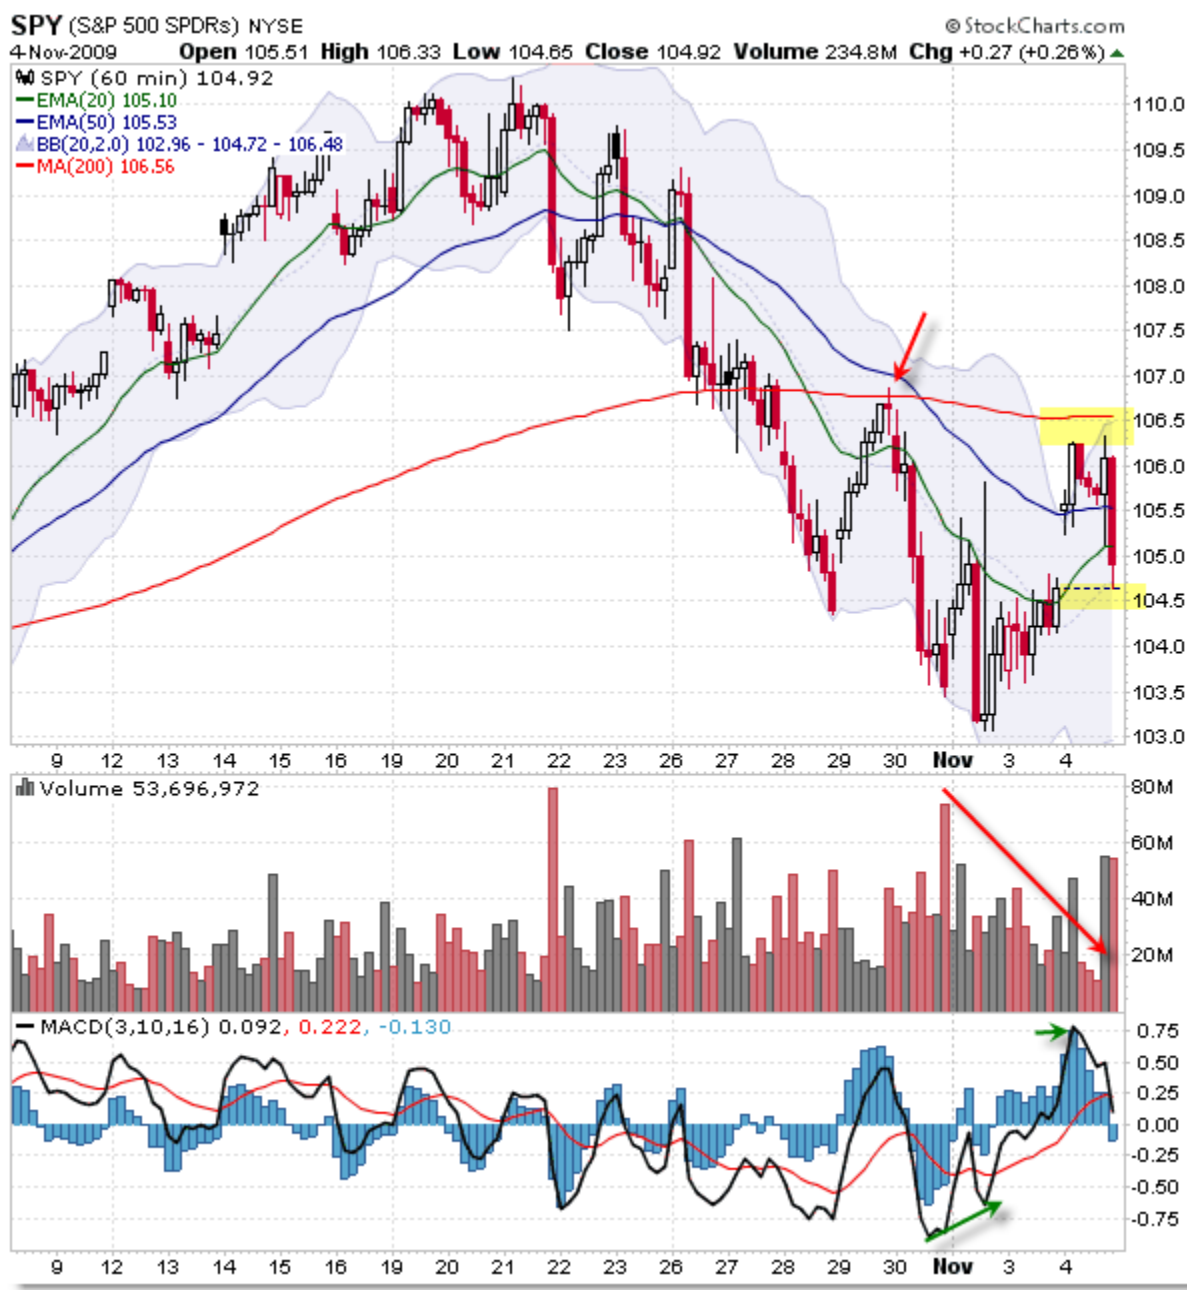 SPY (S&P 500 SPDRs) NYSE
© StockCharts.com
4-Nov-2009 Open 105.51 High 106.33 Low 104.65 Close 104.92 Volume 234.8M Chg +0.27 (+0.26%)
SPY (60 min) 104.92
EMA(20) 105.10
EMA(50) 105.53
BB(20,2.0) 102.96 - 104.72 - 106.48
MA(200) 106.56
110.0
109.5
109.0
108.5
108.0
107.5
107.0
106.5
106.0
105.5
105.0
104.5
104.0
103.5
103.0
9 12 13 14 15 16 19 20 21 22 23 26 27 28 29 30 Nov 3 4
Volume 53,696,972
80M
60M
40M
20M
MACD(3,10,16) 0.092, 0.222, -0.130
0.75
0.50
0.25
0.00
-0.25
-0.50
-0.75
9 12 13 14 15 16 19 20 21 22 23 26 27 28 29 30 Nov 3 4